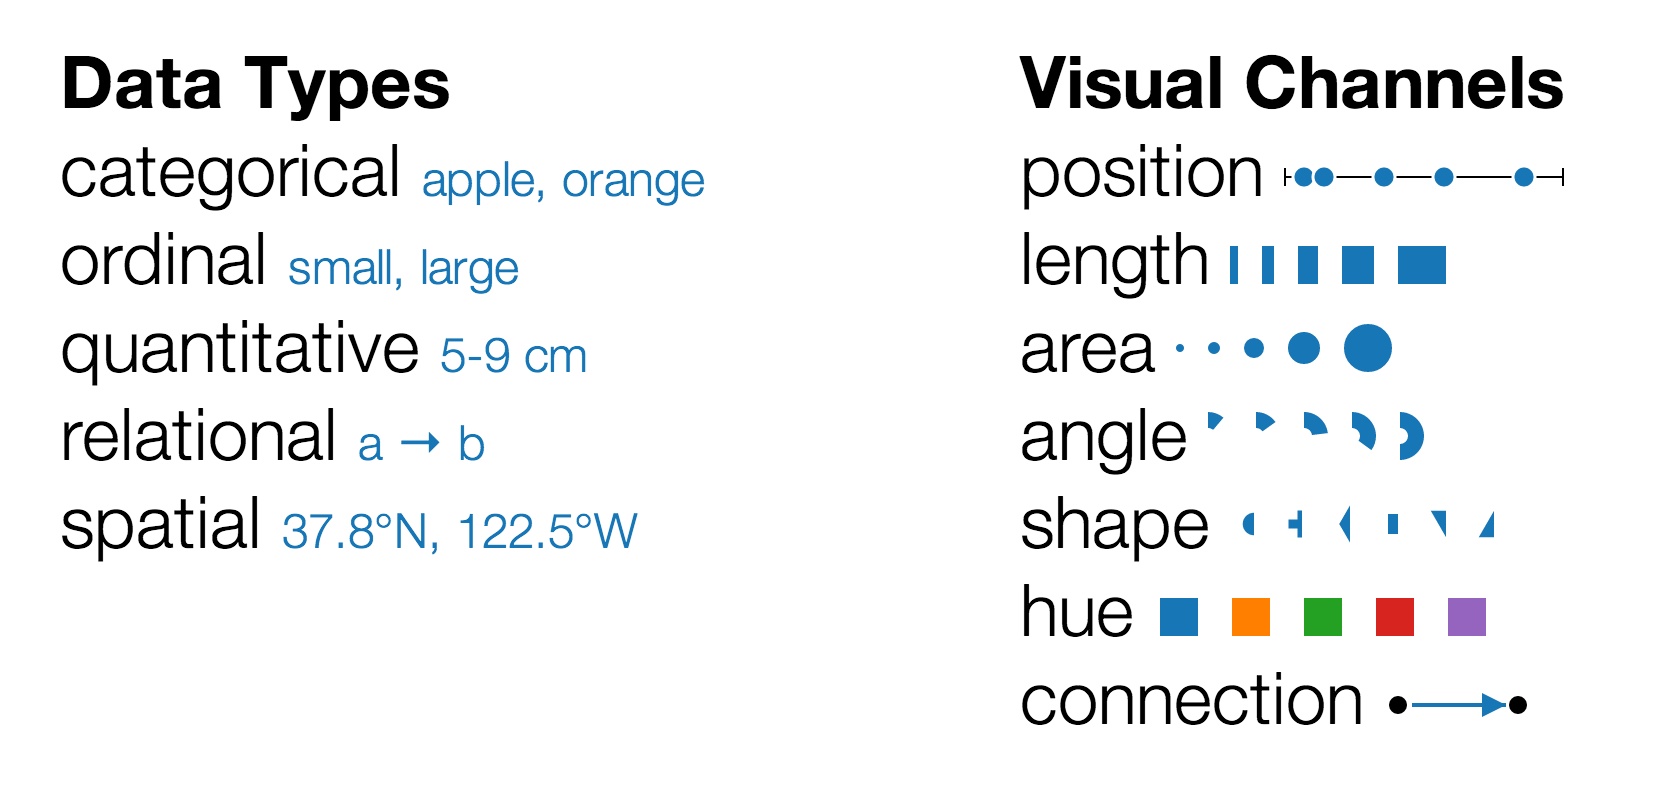 Data Types
categorical apple, orange
ordinal small, large
quantitative 5-9 cm
relational a → b
spatial 37.8°N, 122.5°W
Visual Channels
position
length
area
angle
shape
hue
connection